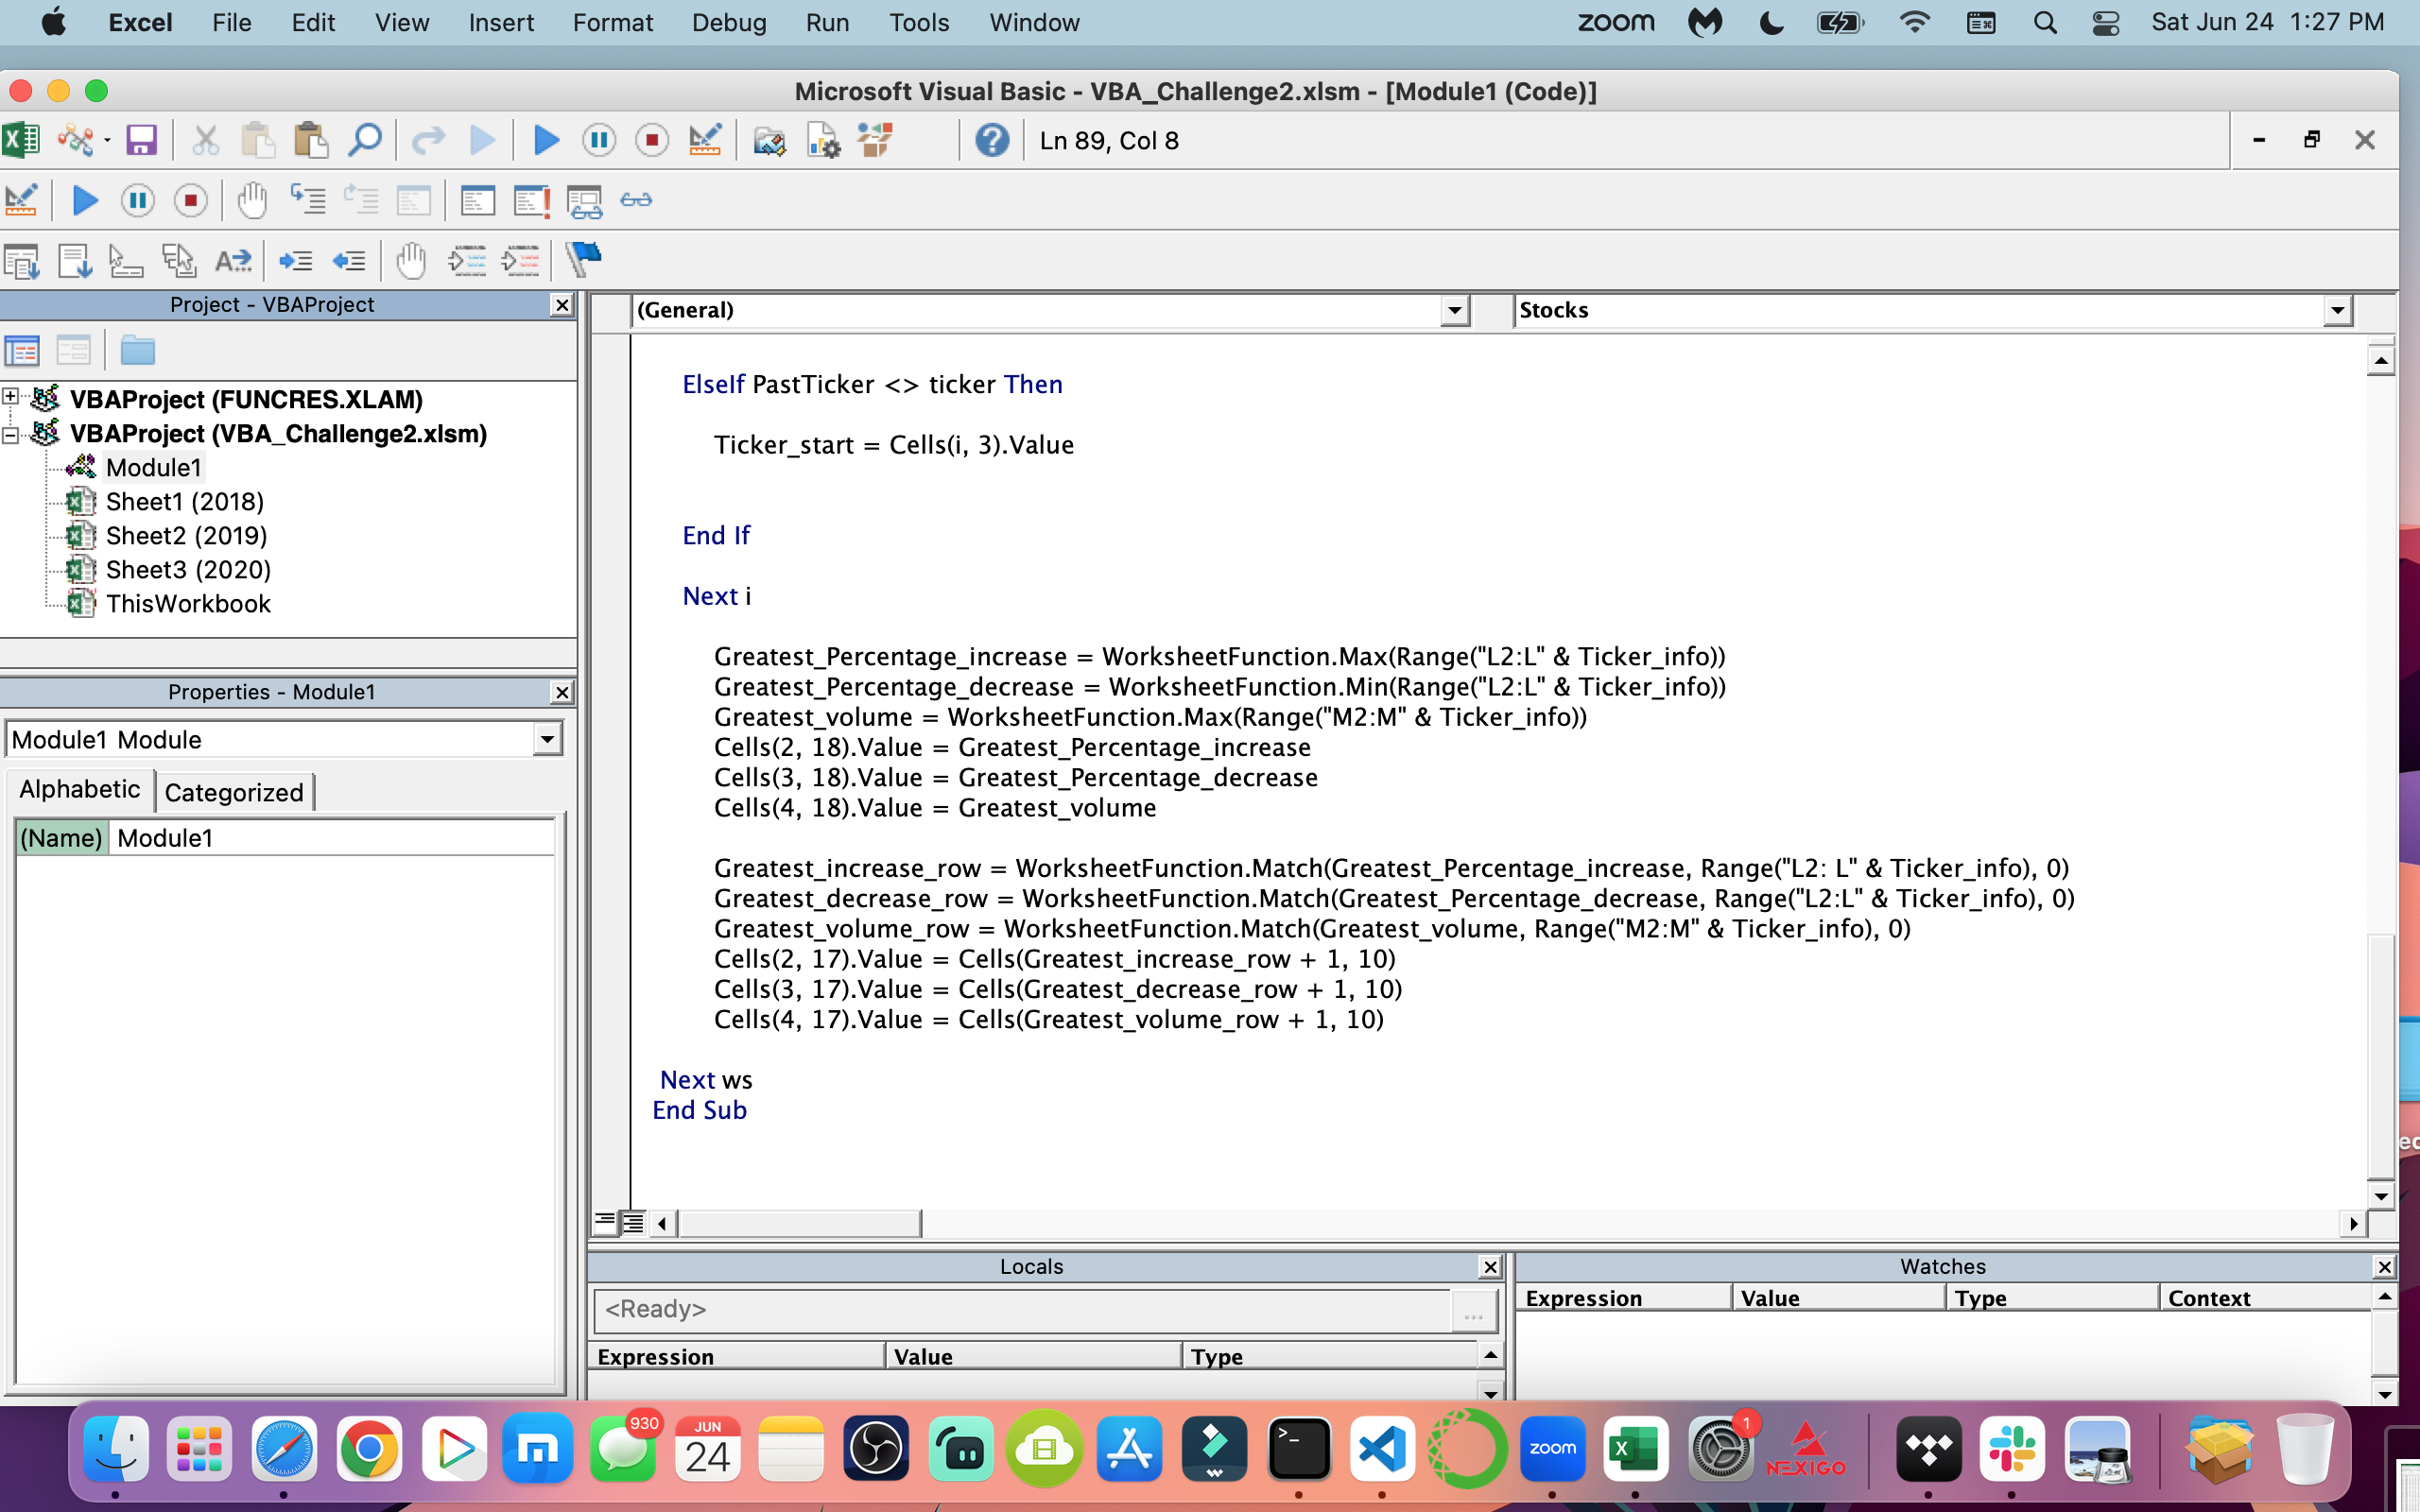 Excel File Edit View Insert Format Debug Run Tools Window zoom Sat Jun 24 1:27 PM
Microsoft Visual Basic - VBA_Challenge2.xlsm - [Module1 (Code)]
Ln 89, Col 8
Project - VBAProject
VBAProject (FUNCRES.XLAM)
VBAProject (VBA_Challenge2.xlsm)
Module1
Sheet1 (2018)
Sheet2 (2019)
Sheet3 (2020)
ThisWorkbook
Properties - Module1
Module1 Module
Alphabetic Categorized
(Name) Module1
(General) Stocks
ElseIf PastTicker <> ticker Then
Ticker_start = Cells(i, 3).Value
End If
Next i
Greatest_Percentage_increase = WorksheetFunction.Max(Range("L2:L" & Ticker_info))
Greatest_Percentage_decrease = WorksheetFunction.Min(Range("L2:L" & Ticker_info))
Greatest_volume = WorksheetFunction.Max(Range("M2:M" & Ticker_info))
Cells(2, 18).Value = Greatest_Percentage_increase
Cells(3, 18).Value = Greatest_Percentage_decrease
Cells(4, 18).Value = Greatest_volume
Greatest_increase_row = WorksheetFunction.Match(Greatest_Percentage_increase, Range("L2: L" & Ticker_info), 0)
Greatest_decrease_row = WorksheetFunction.Match(Greatest_Percentage_decrease, Range("L2:L" & Ticker_info), 0)
Greatest_volume_row = WorksheetFunction.Match(Greatest_volume, Range("M2:M" & Ticker_info), 0)
Cells(2, 17).Value = Cells(Greatest_increase_row + 1, 10)
Cells(3, 17).Value = Cells(Greatest_decrease_row + 1, 10)
Cells(4, 17).Value = Cells(Greatest_volume_row + 1, 10)
Next ws
End Sub
Locals
<Ready>
...
Expression Value Type
Watches
Expression Value Type Context
930
JUN
24
zoom
1
NEXIGO